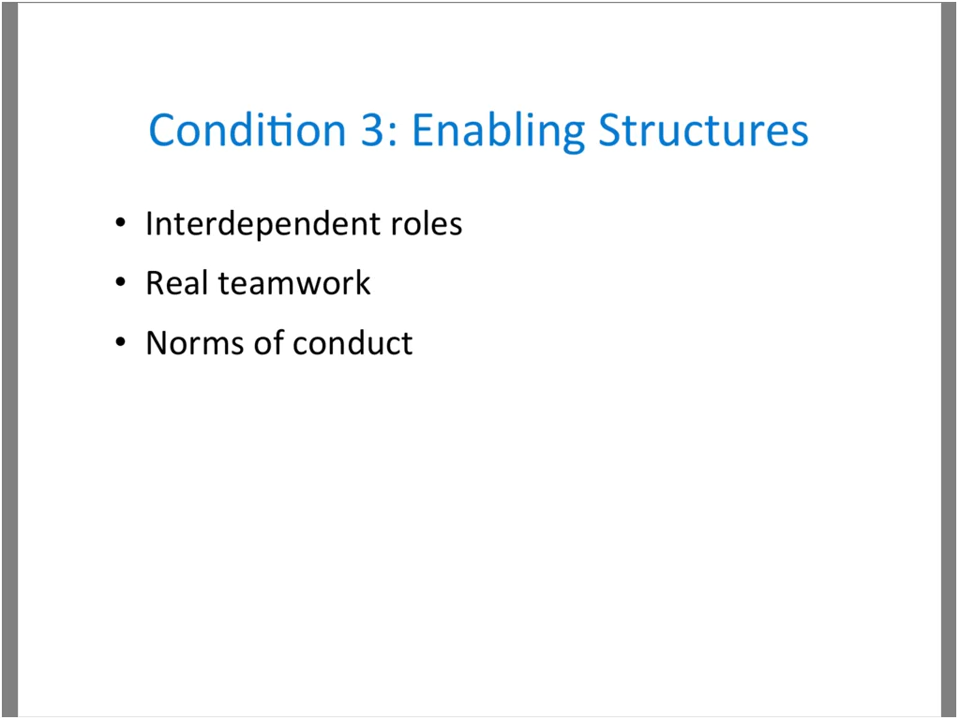 Condition 3: Enabling Structures
• Interdependent roles
• Real teamwork
• Norms of conduct